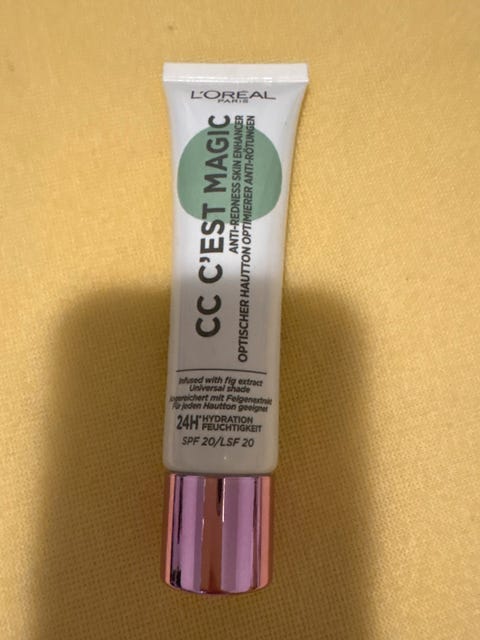 L'ORÉAL
PARIS
CC C'EST MAGIC
ANTI-REDNESS SKIN ENHANCER
OPTISCHER HAUTTON OPTIMIERER ANTI-RÖTUNGEN
Infused with fig extract
Universal shade
Angereichert mit Feigenextrakt
Für jeden Hautton geeignet
24H* HYDRATION
FEUCHTIGKEIT
SPF 20/LSF 20